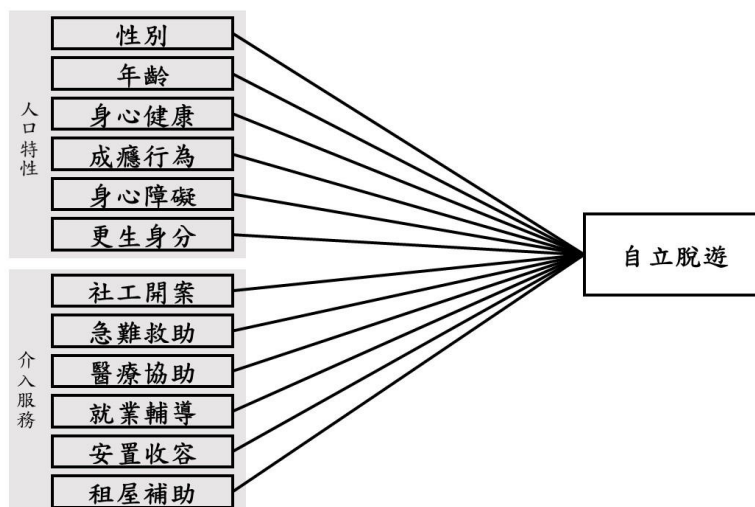 人口特性
性別
年齡
身心健康
成癮行為
身心障礙
更生身分
介入服務
社工開案
急難救助
醫療協助
就業輔導
安置收容
租屋補助
自立脫遊